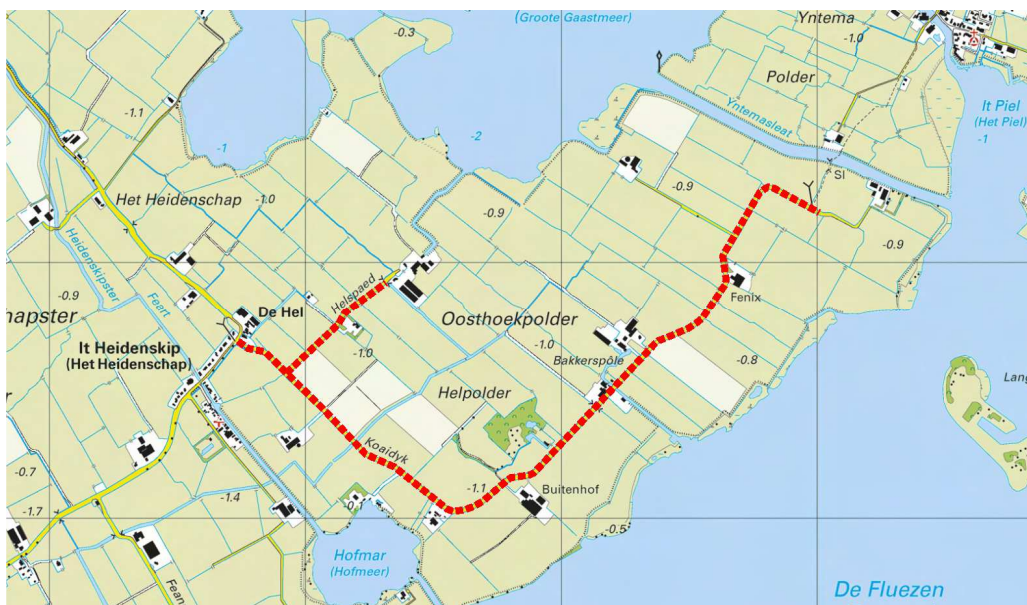 (Groote Gaastmeer)
Yntema
-0.3
-1.0
It Piel
(Het Piel)
-1
Polder
Yntemasleat
-1.1
-1
-2
SI
Het Heidenschap
-1.0
-0.9
-0.9
-0.9
Heidenskipster
Feart
-0.9
Helspaed
Fenix
De Hel
Oosthoekpolder
-1.0
-1.0
-0.8
It Heidenskip
(Het Heidenschap)
Bakkerspôle
Helpolder
Lang
Koaidyk
-0.7
-1.4
-1.1
Buitenhof
-1.7
-0.5
Hofmar
(Hofmeer)
Fean
De Fluezen